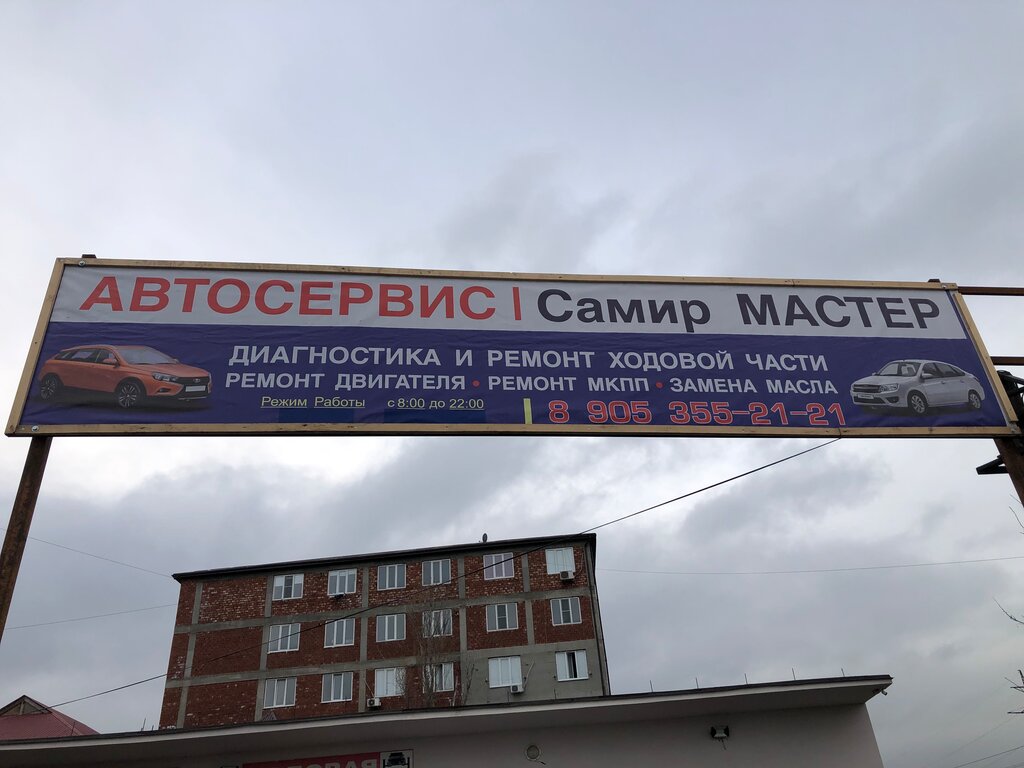 АВТОСЕРВИС | Самир МАСТЕР
ДИАГНОСТИКА И РЕМОНТ ХОДОВОЙ ЧАСТИ
РЕМОНТ ДВИГАТЕЛЯ • РЕМОНТ МКПП • ЗАМЕНА МАСЛА
Режим Работы с 8:00 до 22:00 | 8 905 355-21-21